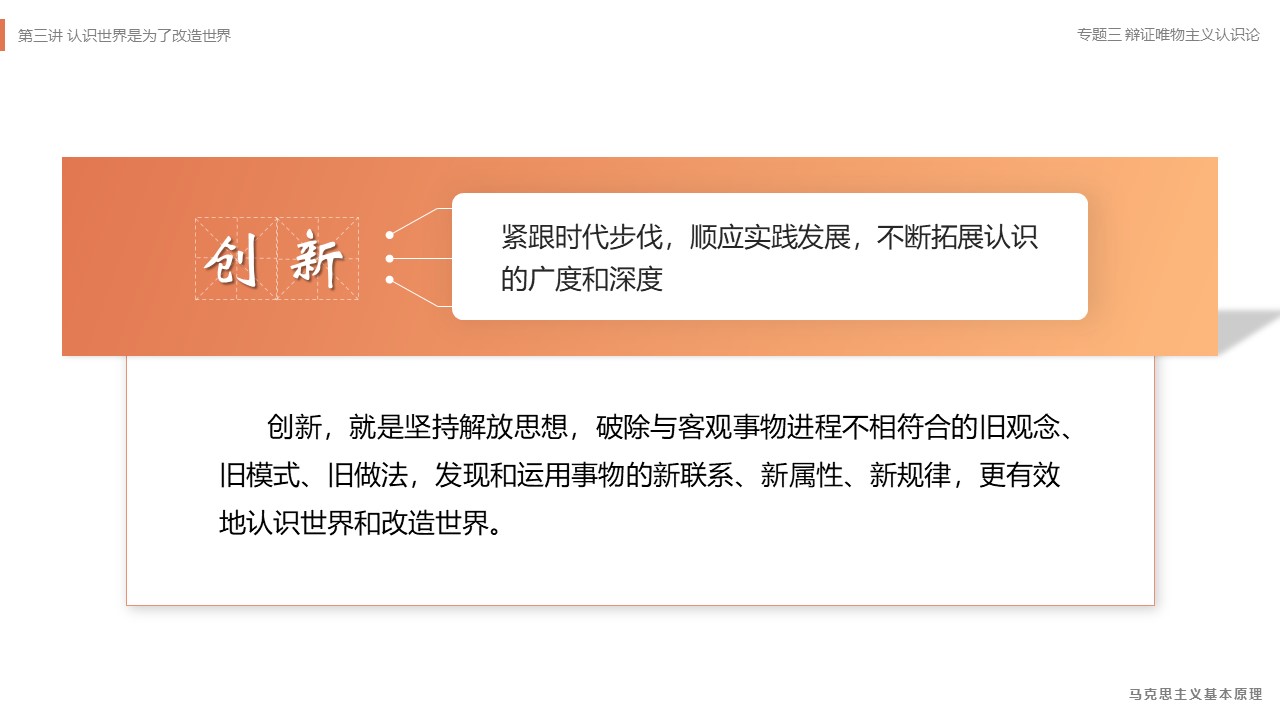 第三讲 认识世界是为了改造世界
专题三 辩证唯物主义认识论
创新
紧跟时代步伐，顺应实践发展，不断拓展认识
的广度和深度
创新，就是坚持解放思想，破除与客观事物进程不相符合的旧观念、
旧模式、旧做法，发现和运用事物的新联系、新属性、新规律，更有效
地认识世界和改造世界。
马克思主义基本原理